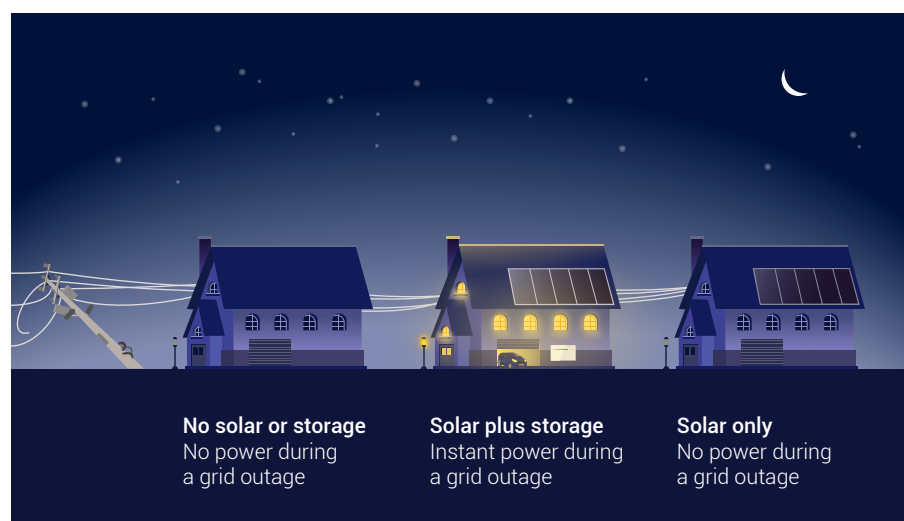 No solar or storage
No power during
a grid outage
Solar plus storage
Instant power during
a grid outage
Solar only
No power during
a grid outage